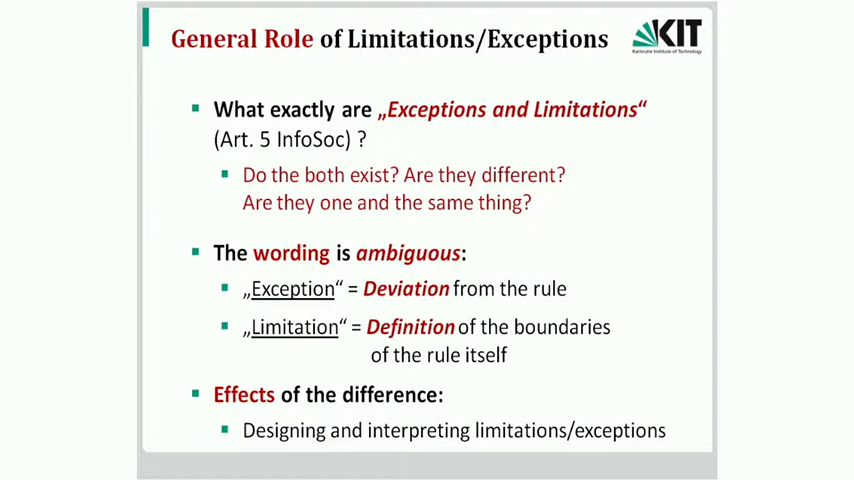 General Role of Limitations/Exceptions
KIT
Karlsruhe Institute of Technology
What exactly are „Exceptions and Limitations“
(Art. 5 InfoSoc) ?
Do the both exist? Are they different?
Are they one and the same thing?
The wording is ambiguous:
„Exception“ = Deviation from the rule
„Limitation“ = Definition of the boundaries
of the rule itself
Effects of the difference:
Designing and interpreting limitations/exceptions